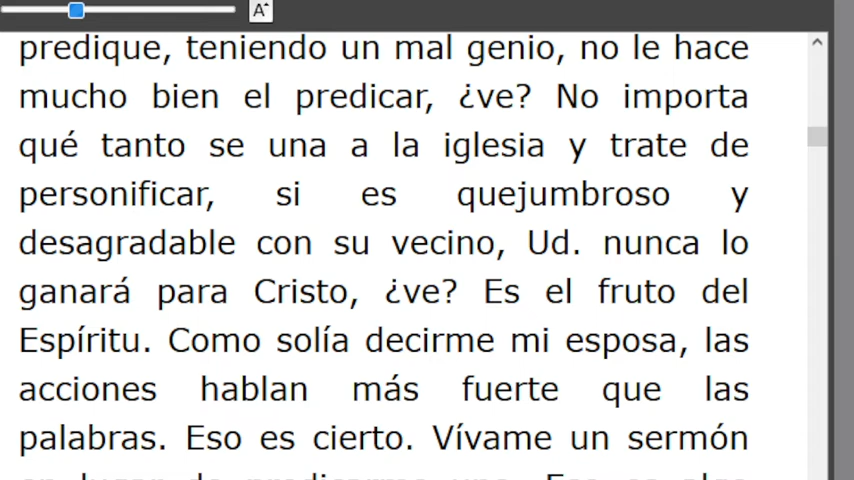 A
predique, teniendo un mal genio, no le hace
mucho bien el predicar, ¿ve? No importa
qué tanto se una a la iglesia y trate de
personificar, si es quejumbroso y
desagradable con su vecino, Ud. nunca lo
ganará para Cristo, ¿ve? Es el fruto del
Espíritu. Como solía decirme mi esposa, las
acciones hablan más fuerte que las
palabras. Eso es cierto. Vívame un sermón